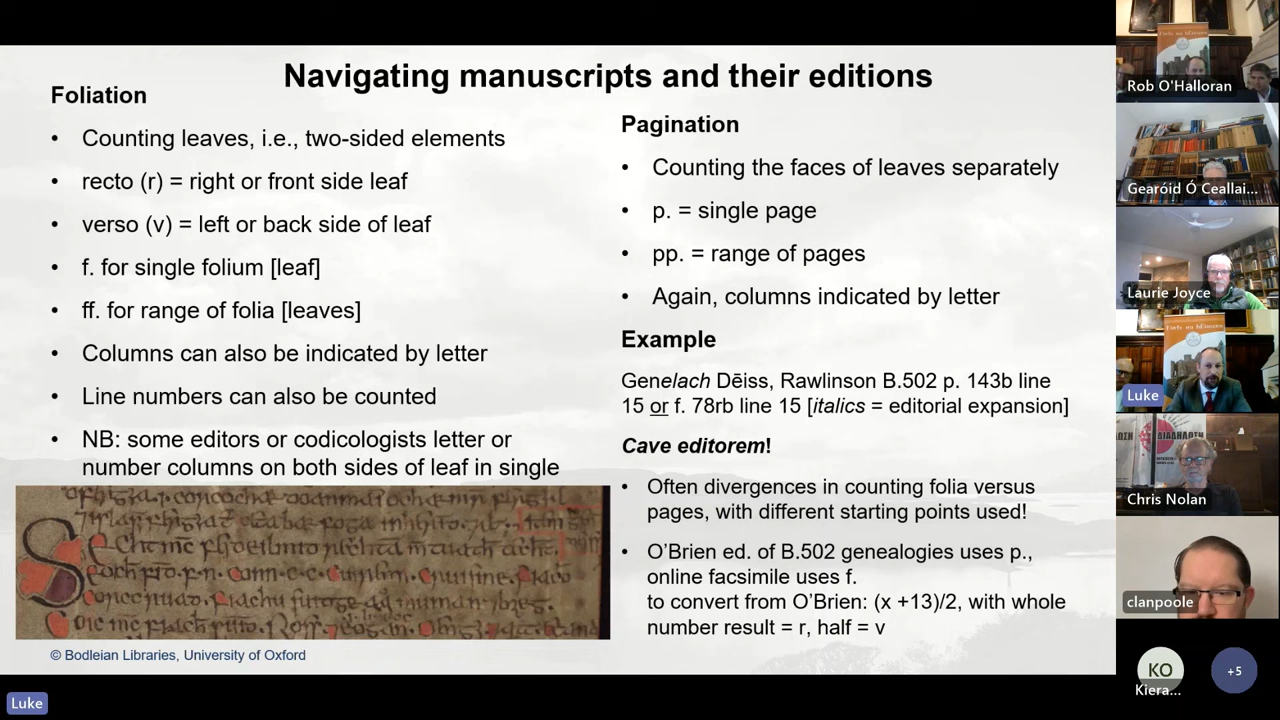 Navigating manuscripts and their editions
Foliation
• Counting leaves, i.e., two-sided elements
• recto (r) = right or front side leaf
• verso (v) = left or back side of leaf
• f. for single folium [leaf]
• ff. for range of folia [leaves]
• Columns can also be indicated by letter
• Line numbers can also be counted
• NB: some editors or codicologists letter or
number columns on both sides of leaf in single
© Bodleian Libraries, University of Oxford
Pagination
• Counting the faces of leaves separately
• p. = single page
• pp. = range of pages
• Again, columns indicated by letter
Example
Genelach Dēiss, Rawlinson B.502 p. 143b line
15 or f. 78rb line 15 [italics = editorial expansion]
Cave editorem!
• Often divergences in counting folia versus
pages, with different starting points used!
• O'Brien ed. of B.502 genealogies uses p.,
online facsimile uses f.
to convert from O'Brien: (x +13)/2, with whole
number result = r, half = v
Rob O'Halloran
Gearóid Ó Ceallai...
Laurie Joyce
Luke
Chris Nolan
clanpoole
KO
Kiera...
+5
Luke